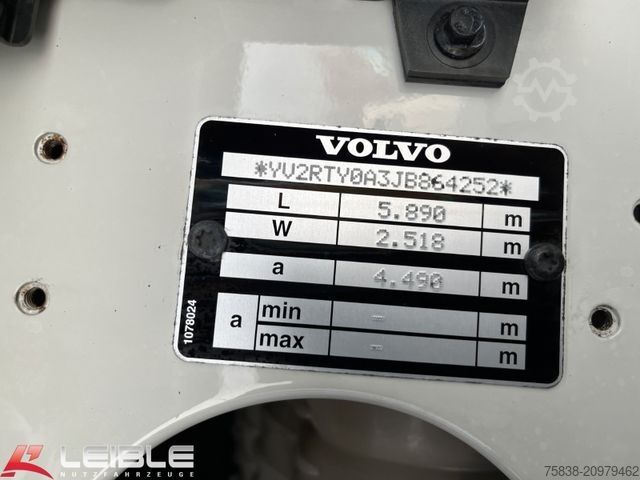 VOLVO
*YV2RTY0A3JB864252*
L 5.890 m
W 2.518 m
a 4.490 m
a min - m
max - m
1078024
LEIBLE
NUTZFAHRZEUGE
75838-20979462